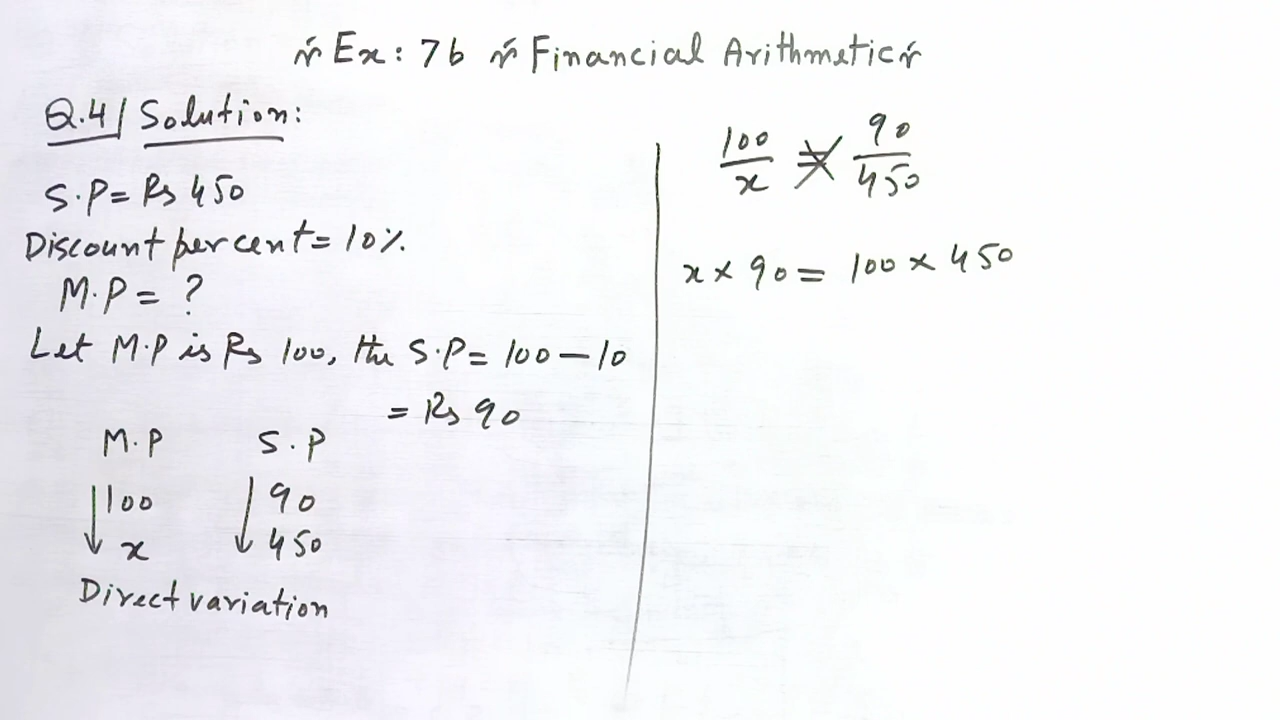 Ex: 7b Financial Arithmetic
Q.4/ Solution:
S.P= Rs 450
Discount percent= 10%.
M.P= ?
Let M.P is Rs 100, the S.P= 100 - 10
= Rs 90
M.P S.P
100 90
x 450
Direct variation
100/x = 90/450
x × 90 = 100 × 450